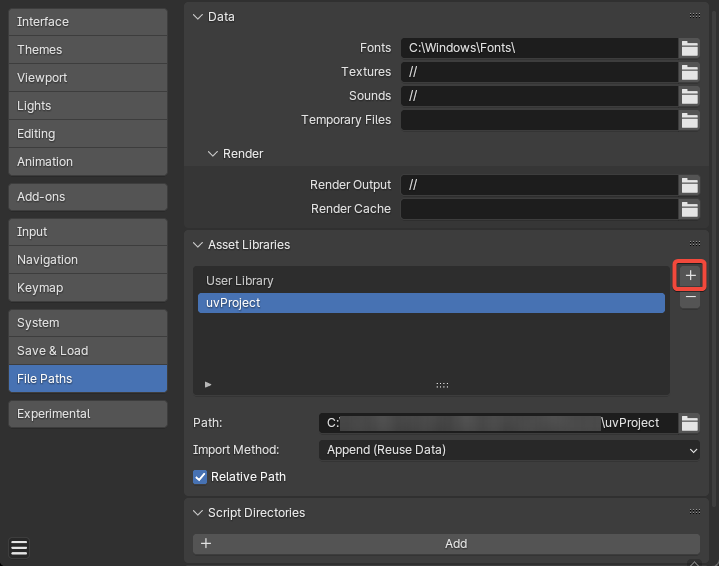 Interface
Themes
Viewport
Lights
Editing
Animation
Add-ons
Input
Navigation
Keymap
System
Save & Load
File Paths
Experimental
Data
Fonts C:\Windows\Fonts\
Textures //
Sounds //
Temporary Files
Render
Render Output //
Render Cache
Asset Libraries
User Library
uvProject
Path: C:\uvProject
Import Method: Append (Reuse Data)
Relative Path
Script Directories
+ Add